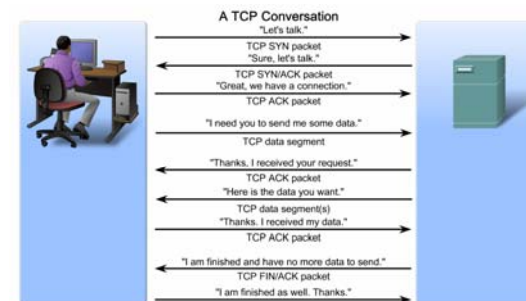 A TCP Conversation
"Let's talk."
TCP SYN packet
"Sure, let's talk."
TCP SYN/ACK packet
"Great, we have a connection."
TCP ACK packet
"I need you to send me some data."
TCP data segment
"Thanks, I received your request."
TCP ACK packet
"Here is the data you want."
TCP data segment(s)
"Thanks. I received my data."
TCP ACK packet
"I am finished and have no more data to send."
TCP FIN/ACK packet
"I am finished as well. Thanks."